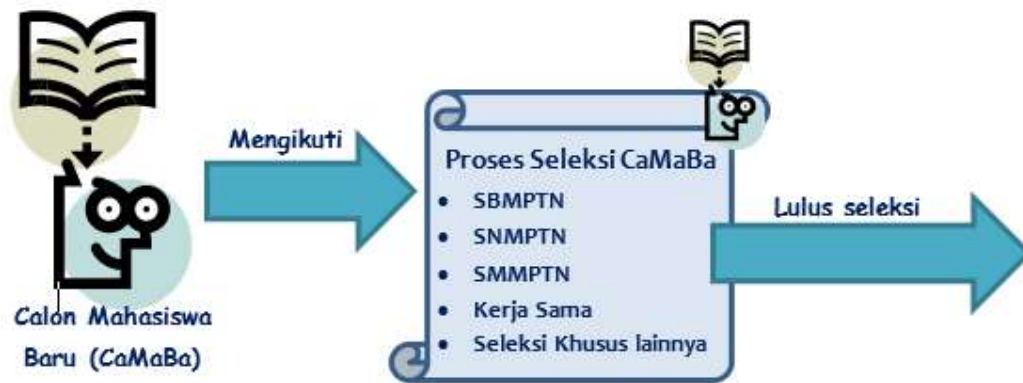 Calon Mahasiswa
Baru (CaMaBa)
Mengikuti
Proses Seleksi CaMaBa
• SBMPTN
• SNMPTN
• SMMPTN
• Kerja Sama
• Seleksi Khusus lainnya
Lulus seleksi